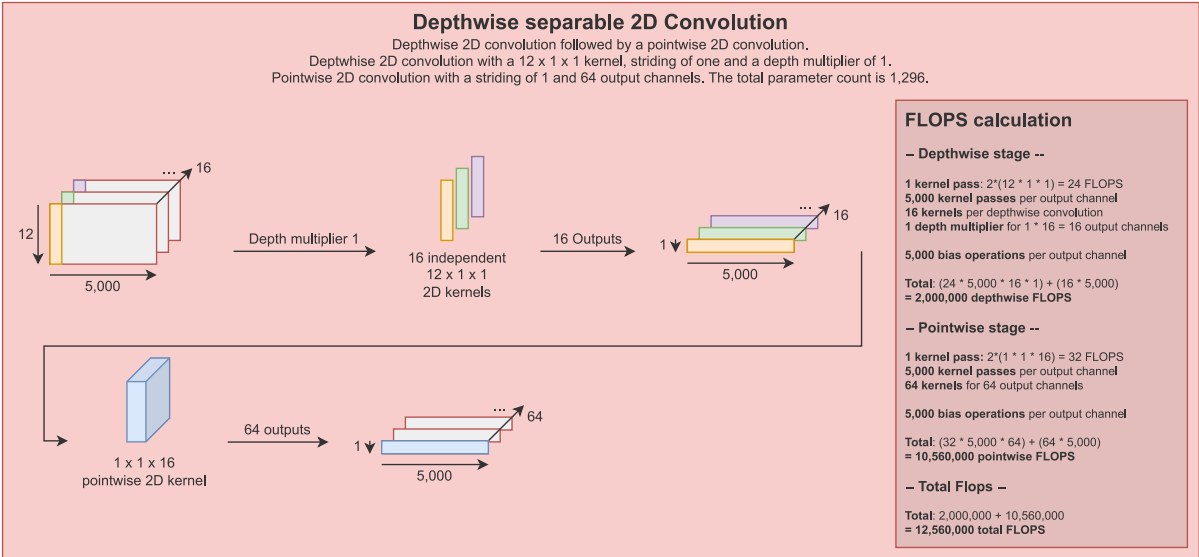 Depthwise separable 2D Convolution
Depthwise 2D convolution followed by a pointwise 2D convolution.
Deptwhise 2D convolution with a 12 x 1 x 1 kernel, striding of one and a depth multiplier of 1.
Pointwise 2D convolution with a striding of 1 and 64 output channels. The total parameter count is 1,296.
...
16
12
5,000
Depth multiplier 1
16 independent
12 x 1 x 1
2D kernels
16 Outputs
...
16
1
5,000
1 x 1 x 16
pointwise 2D kernel
64 outputs
...
64
1
5,000
FLOPS calculation
– Depthwise stage --
1 kernel pass: 2*(12 * 1 * 1) = 24 FLOPS
5,000 kernel passes per output channel
16 kernels per depthwise convolution
1 depth multiplier for 1 * 16 = 16 output channels
5,000 bias operations per output channel
Total: (24 * 5,000 * 16 * 1) + (16 * 5,000)
= 2,000,000 depthwise FLOPS
– Pointwise stage --
1 kernel pass: 2*(1 * 1 * 16) = 32 FLOPS
5,000 kernel passes per output channel
64 kernels for 64 output channels
5,000 bias operations per output channel
Total: (32 * 5,000 * 64) + (64 * 5,000)
= 10,560,000 pointwise FLOPS
– Total Flops –
Total: 2,000,000 + 10,560,000
= 12,560,000 total FLOPS